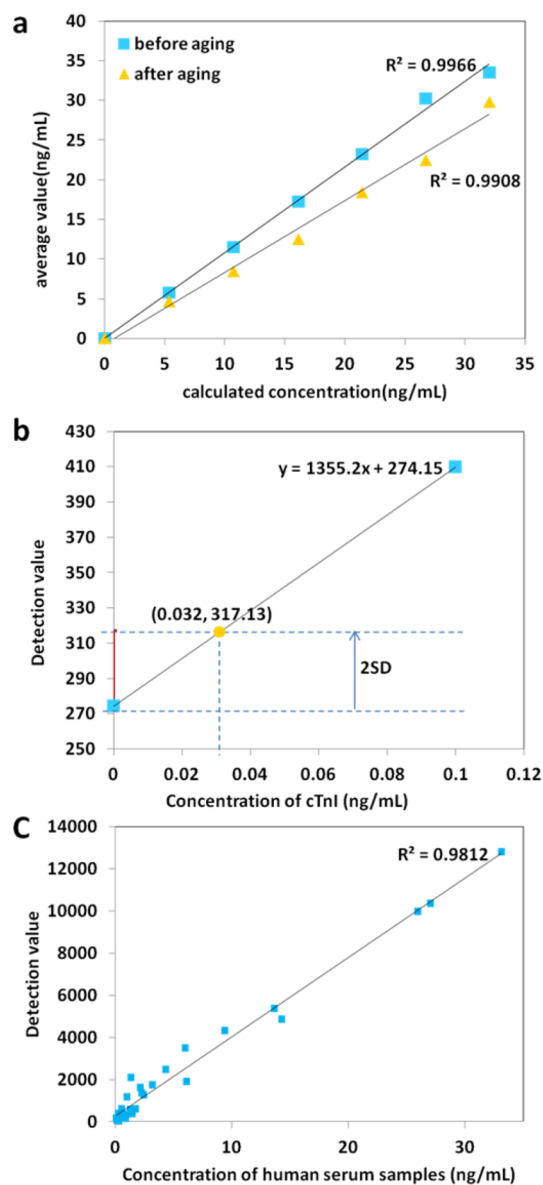 a
40
35
30
25
20
15
10
5
0
average value(ng/mL)
before aging
after aging
R² = 0.9966
R² = 0.9908
0 5 10 15 20 25 30 35
calculated concentration(ng/mL)
b
430
410
390
370
350
330
310
290
270
250
Detection value
y = 1355.2x + 274.15
(0.032, 317.13)
2SD
0 0.02 0.04 0.06 0.08 0.1 0.12
Concentration of cTnI (ng/mL)
C
14000
12000
10000
8000
6000
4000
2000
0
Detection value
R² = 0.9812
0 10 20 30
Concentration of human serum samples (ng/mL)